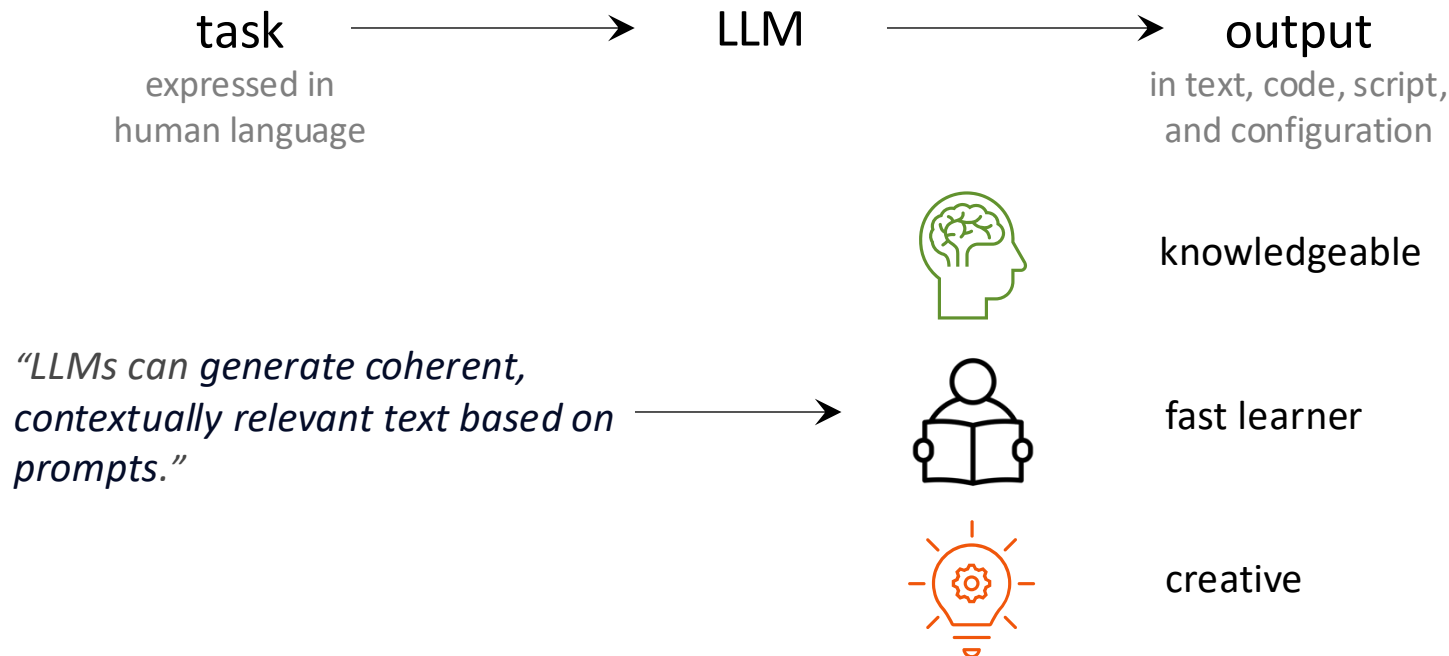 task
LLM
output
expressed in
human language
in text, code, script,
and configuration
knowledgeable
“LLMs can generate coherent,
contextually relevant text based on
prompts.”
fast learner
creative